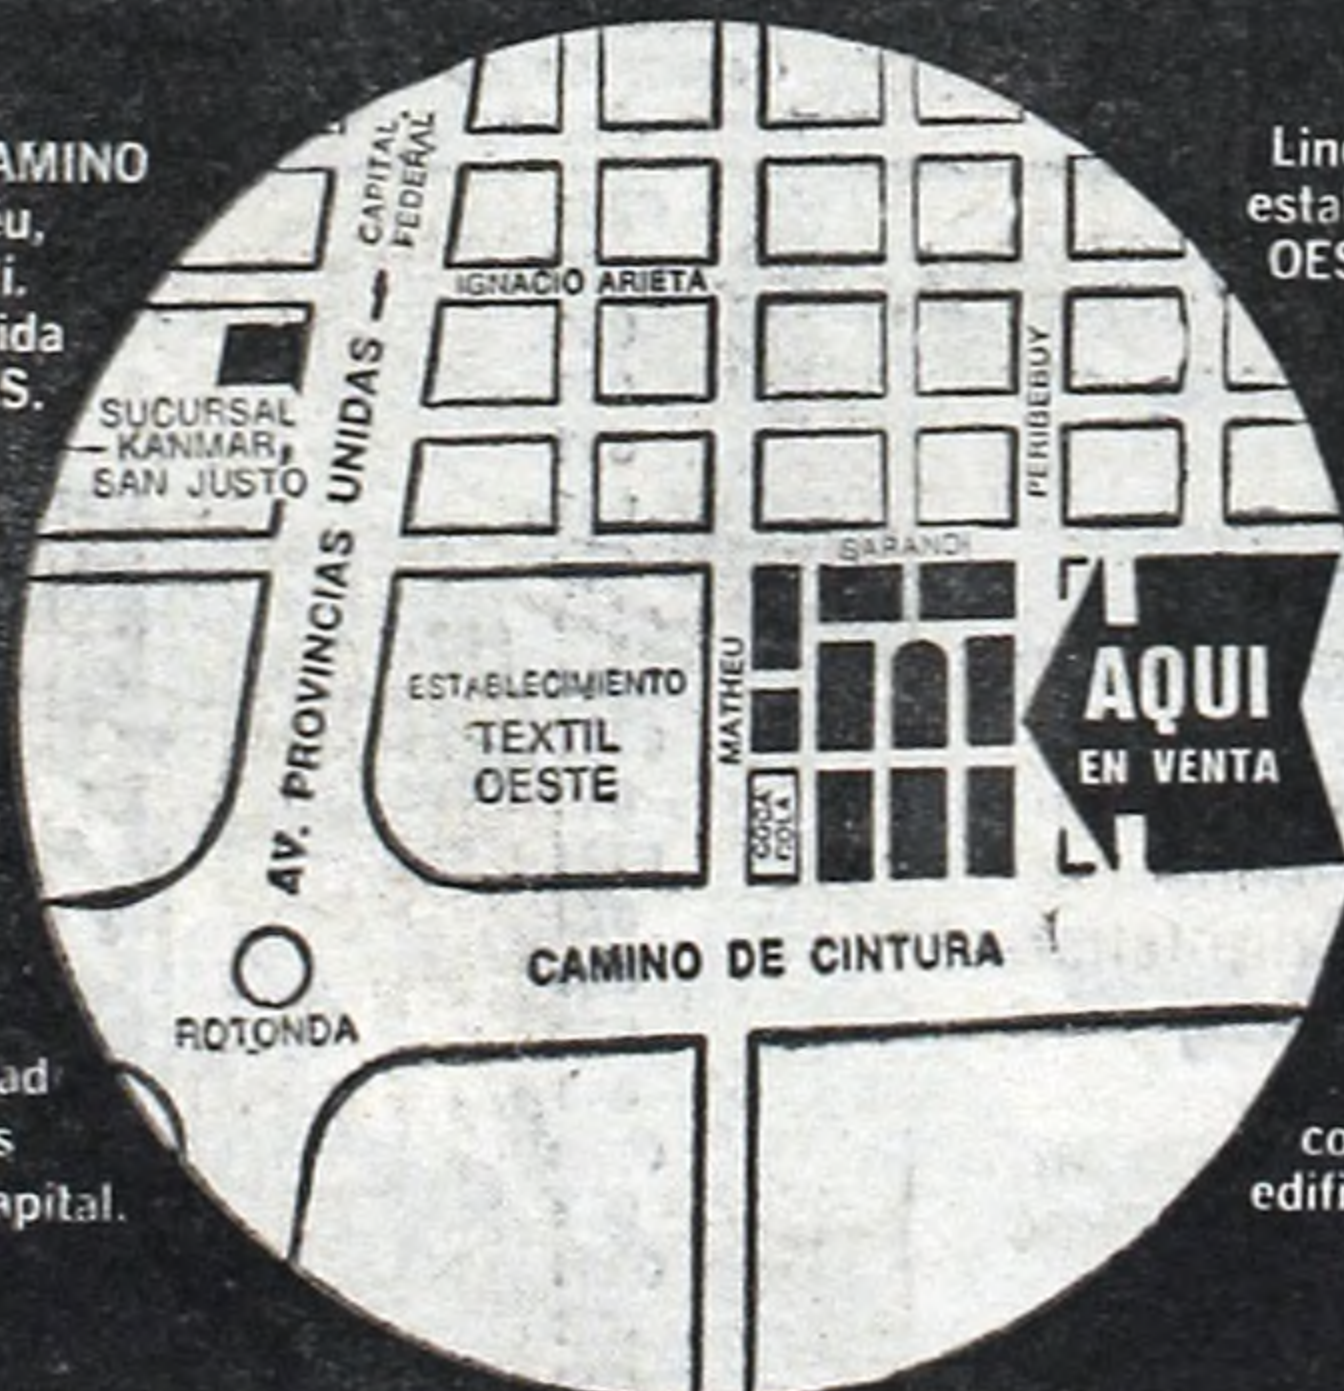 AMINO
eu,
i.
ida
S.
Lin
esta
OES
CAPITAL
FEDERAL
IGNACIO ARIETA
SUCURSAL
KANMAR,
SAN JUSTO
AV. PROVINCIAS UNIDAS
PERIBEBUY
SARANDI
ESTABLECIMIENTO
TEXTIL
OESTE
MATHEU
COCA
COLA
AQUI
EN VENTA
CAMINO DE CINTURA
ROTONDA
ad
s
apital.
co
edifi